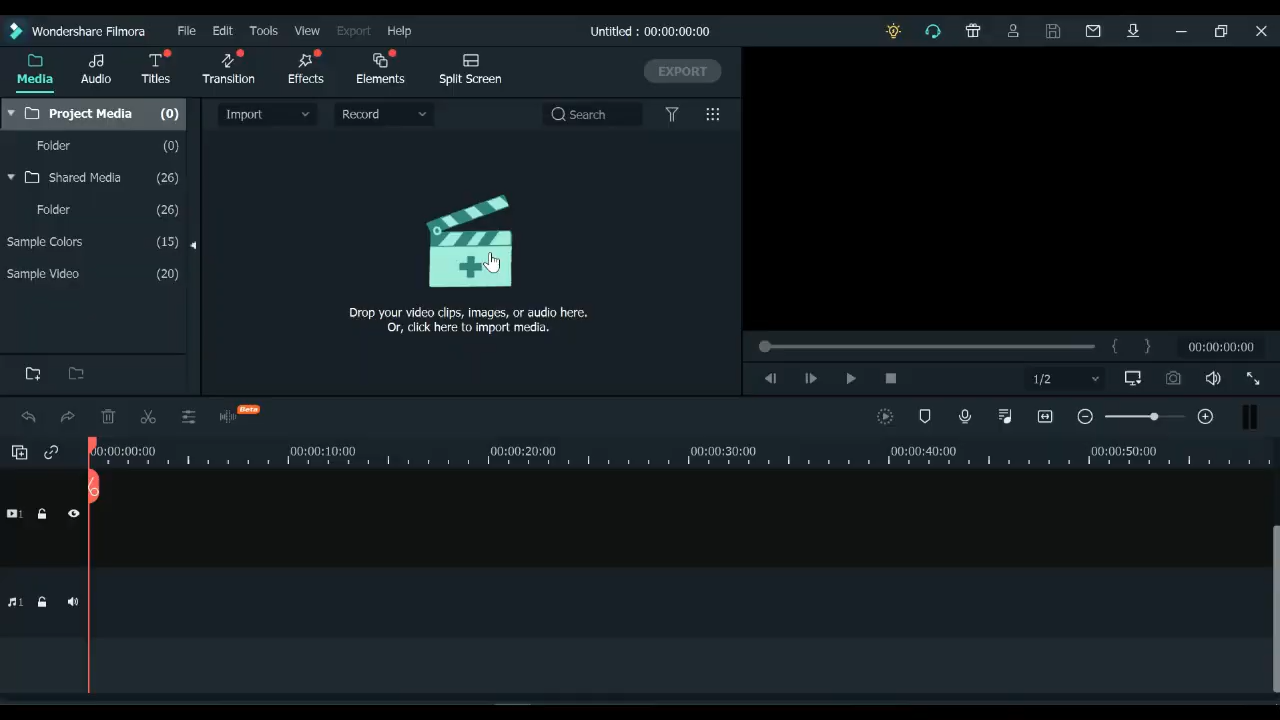 Wondershare Filmora File Edit Tools View Export Help Untitled : 00:00:00:00
Media Audio Titles Transition Effects Elements Split Screen EXPORT
Project Media (0)
Import Record Search
Folder (0)
Shared Media (26)
Folder (26)
Sample Colors (15)
Sample Video (20)
Drop your video clips, images, or audio here.
Or, click here to import media.
{ } 00:00:00:00
1/2
Beta
00:00:00:00 00:00:10:00 00:00:20:00 00:00:30:00 00:00:40:00 00:00:50:00
1
1